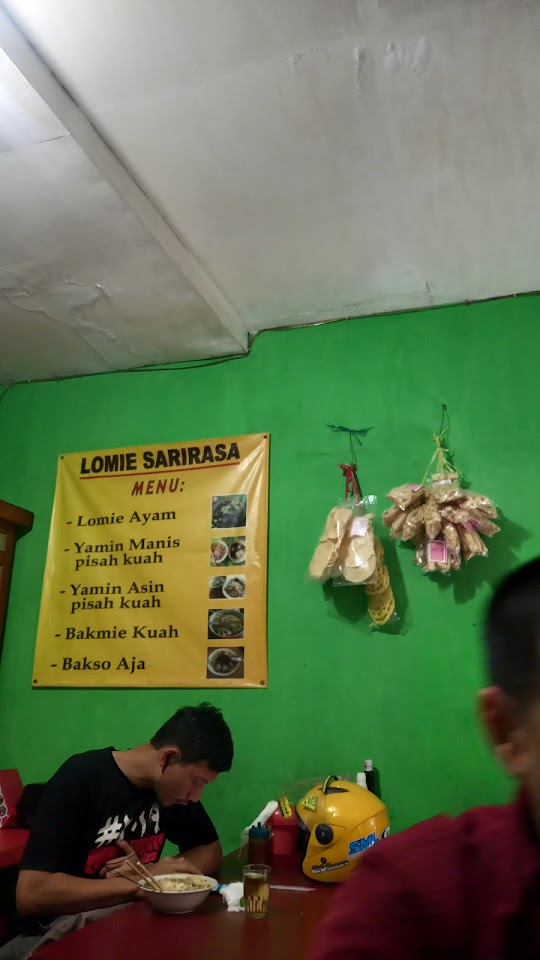 LOMIE SARIRASA
MENU:
- Lomie Ayam
- Yamin Manis
pisah kuah
- Yamin Asin
pisah kuah
- Bakmie Kuah
- Bakso Aja